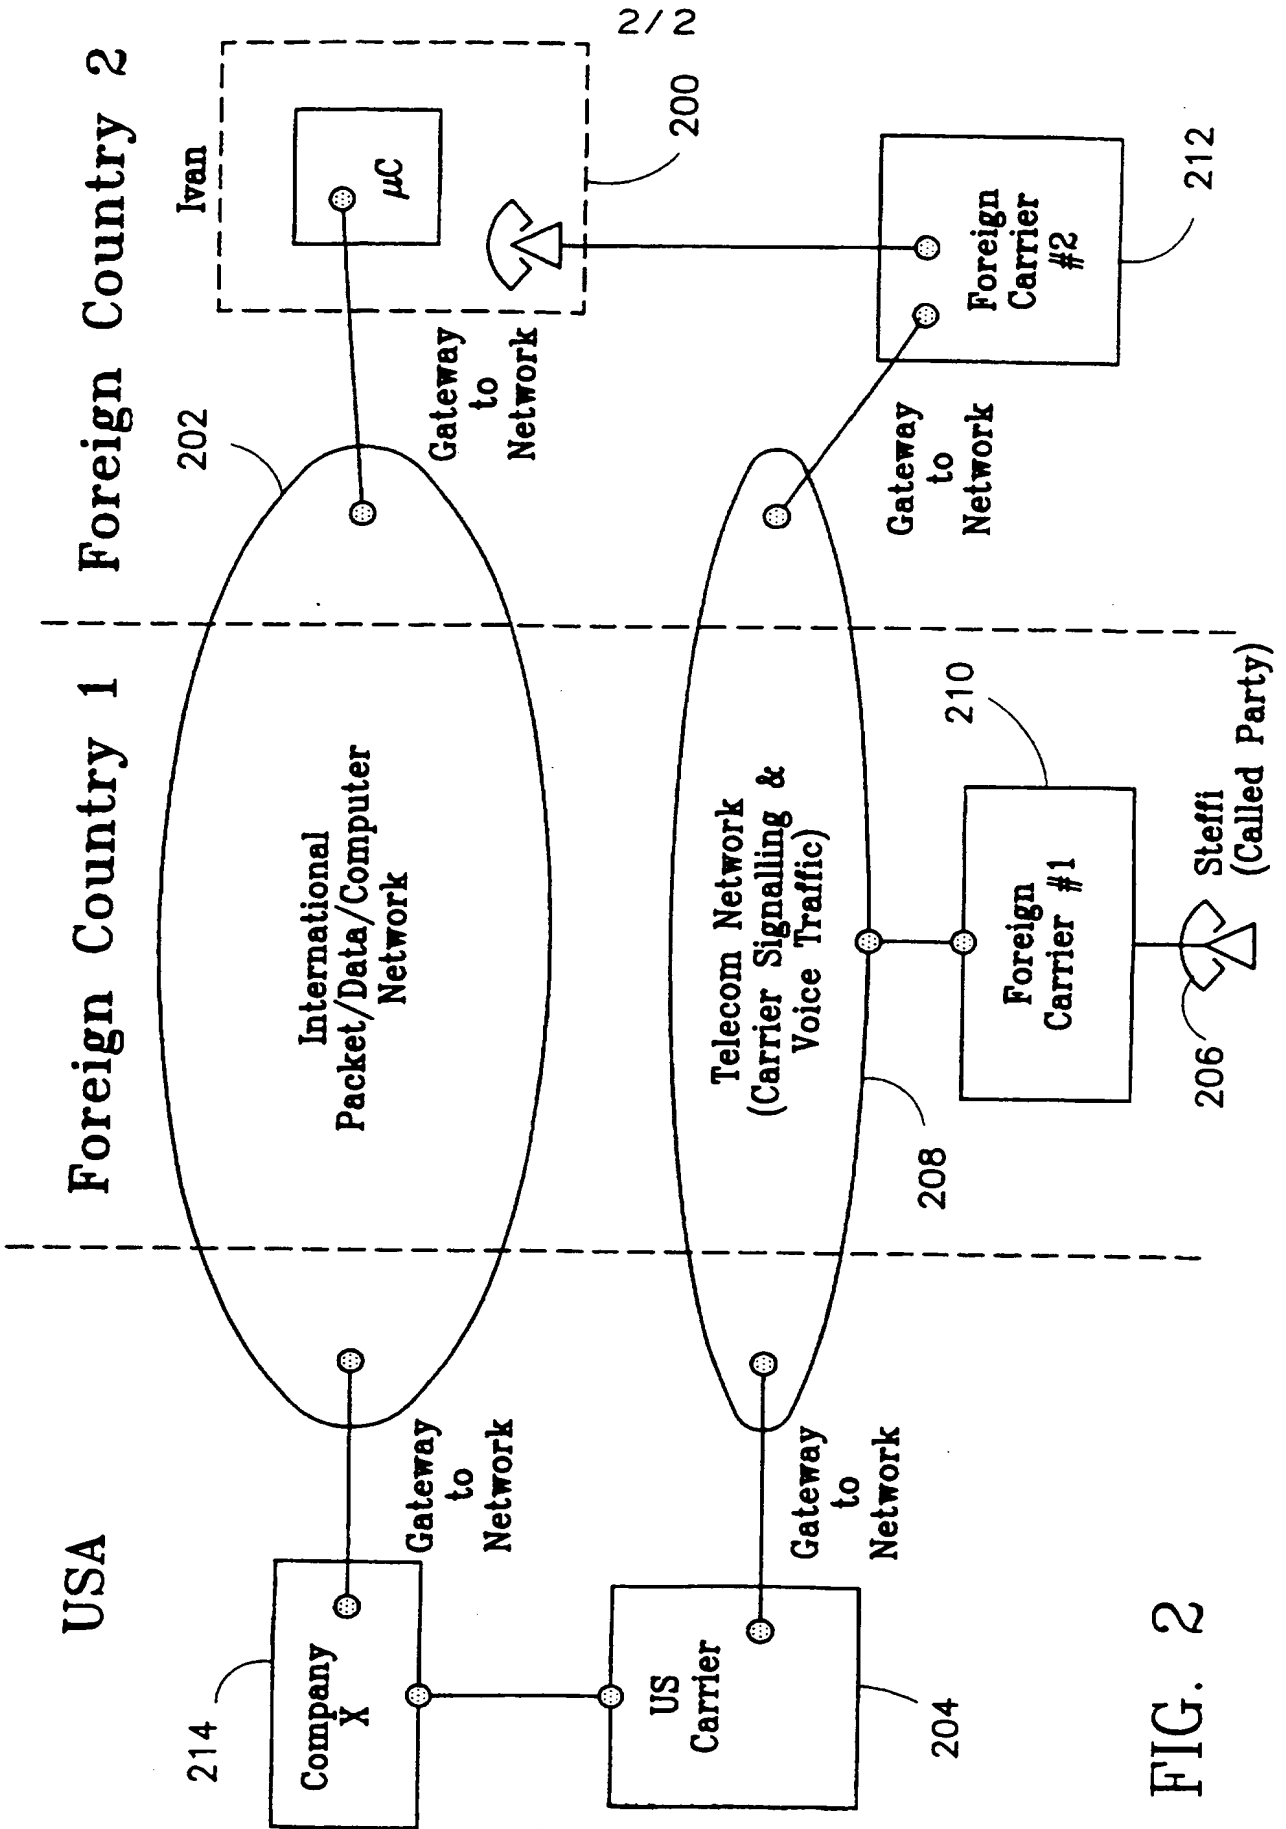 2/2
USA
Foreign Country 1
Foreign Country 2
214
Company
X
Gateway
to
Network
International
Packet/Data/Computer
Network
202
Ivan
μC
Gateway
to
Network
200
US
Carrier
204
Gateway
to
Network
Telecom Network
(Carrier Signalling &
Voice Traffic)
208
Foreign
Carrier #1
210
206
Steffi
(Called Party)
Gateway
to
Network
Foreign
Carrier
#2
212
FIG. 2